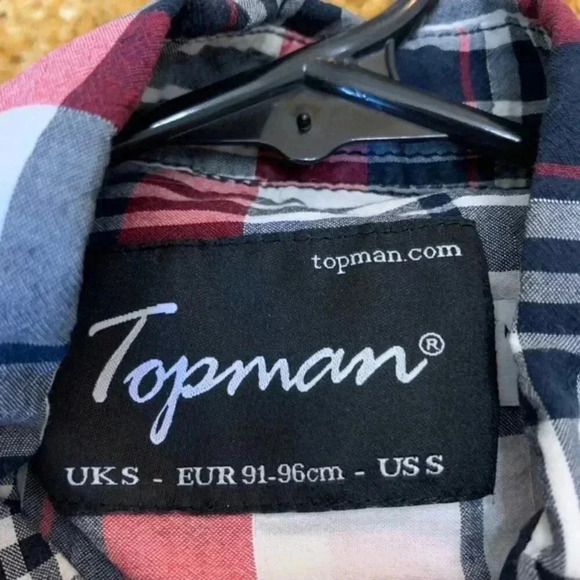 topman.com
Topman®
UK S - EUR 91-96cm - US S